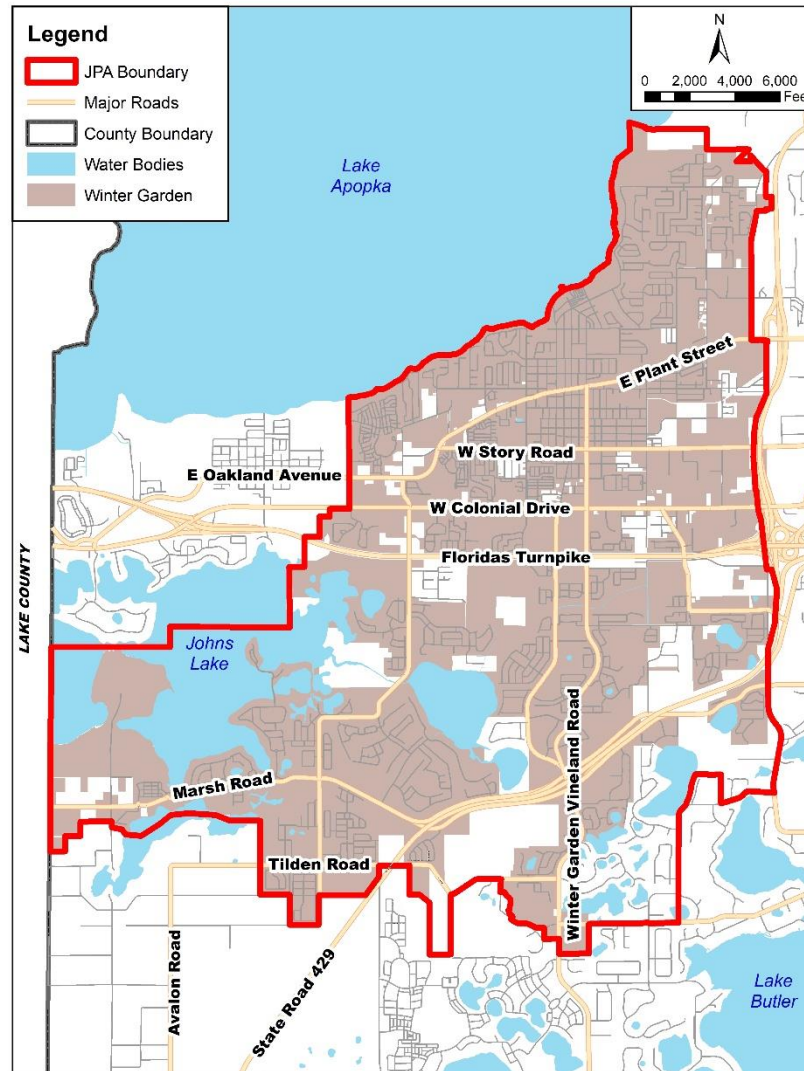 Legend
JPA Boundary
Major Roads
County Boundary
Water Bodies
Winter Garden
N
0 2,000 4,000 6,000
Feet
Lake
Apopka
E Plant Street
W Story Road
E Oakland Avenue
W Colonial Drive
Floridas Turnpike
LAKE COUNTY
Johns
Lake
Marsh Road
Tilden Road
Winter Garden Vineland Road
Avalon Road
State Road 429
Lake
Butler